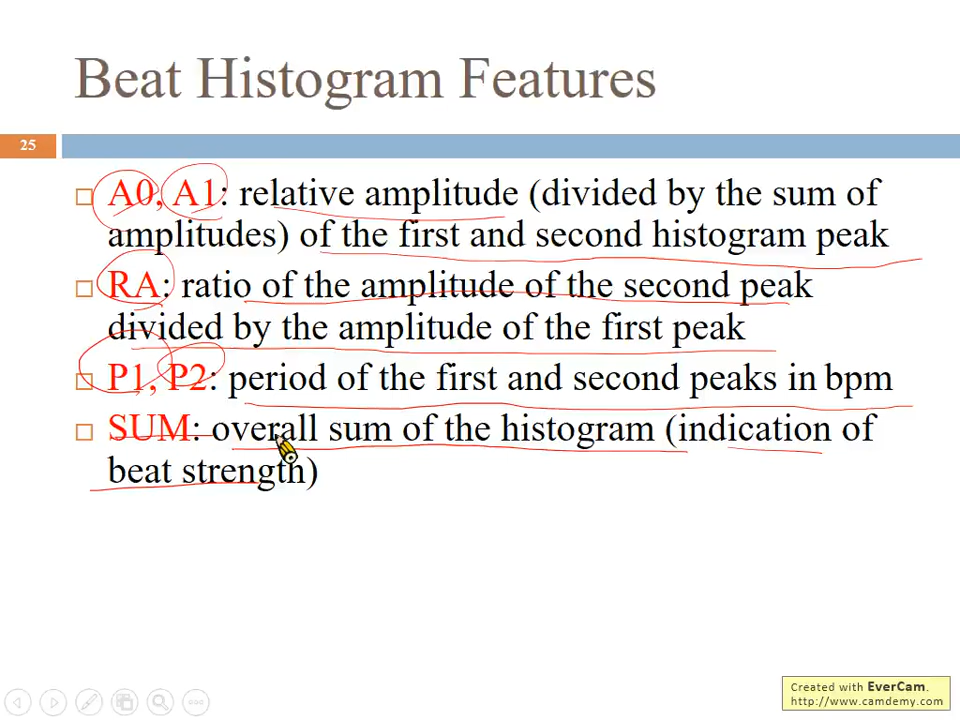 Beat Histogram Features
25
A0, A1: relative amplitude (divided by the sum of
amplitudes) of the first and second histogram peak
RA: ratio of the amplitude of the second peak
divided by the amplitude of the first peak
P1, P2: period of the first and second peaks in bpm
SUM: overall sum of the histogram (indication of
beat strength)
Created with EverCam.
http://www.camdemy.com